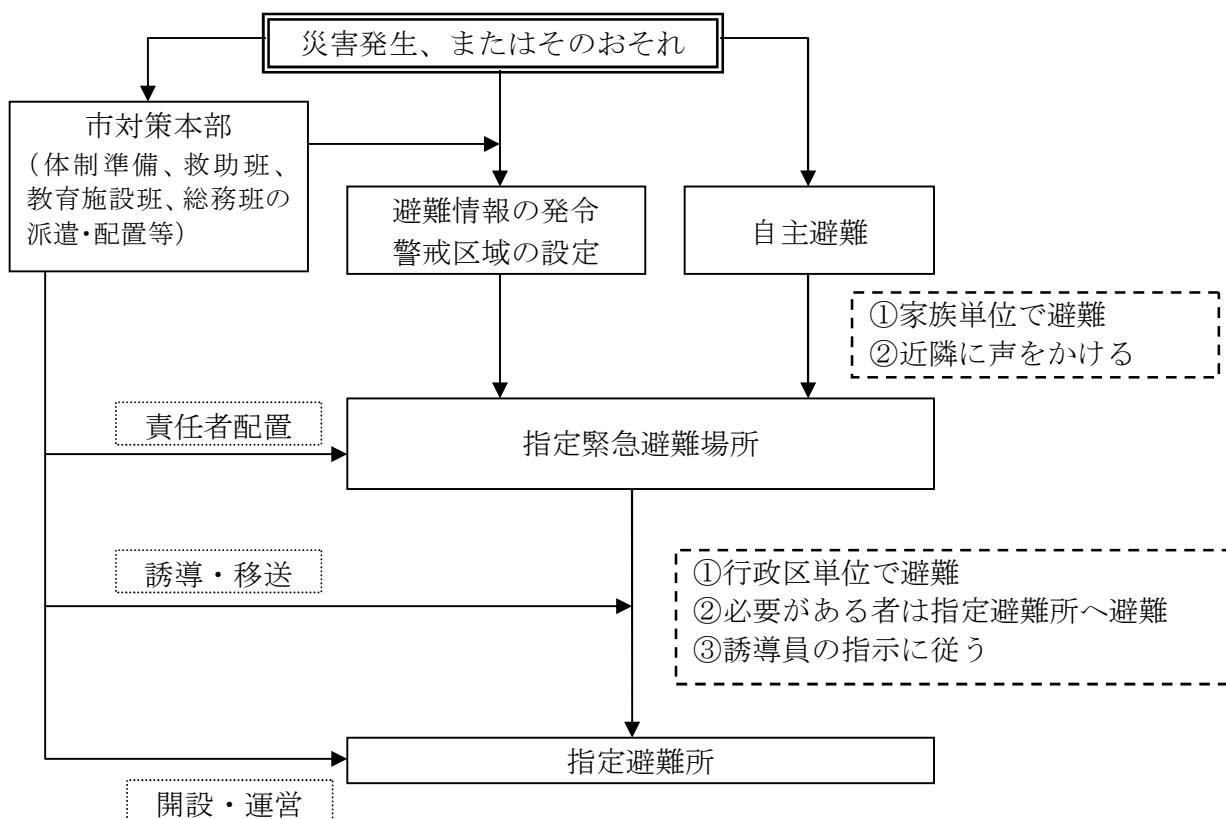 災害発生、またはそのおそれ
市対策本部
（体制準備、救助班、
教育施設班、総務班の
派遣・配置等）
避難情報の発令
警戒区域の設定
自主避難
①家族単位で避難
②近隣に声をかける
責任者配置
指定緊急避難場所
誘導・移送
①行政区単位で避難
②必要がある者は指定避難所へ避難
③誘導員の指示に従う
指定避難所
開設・運営